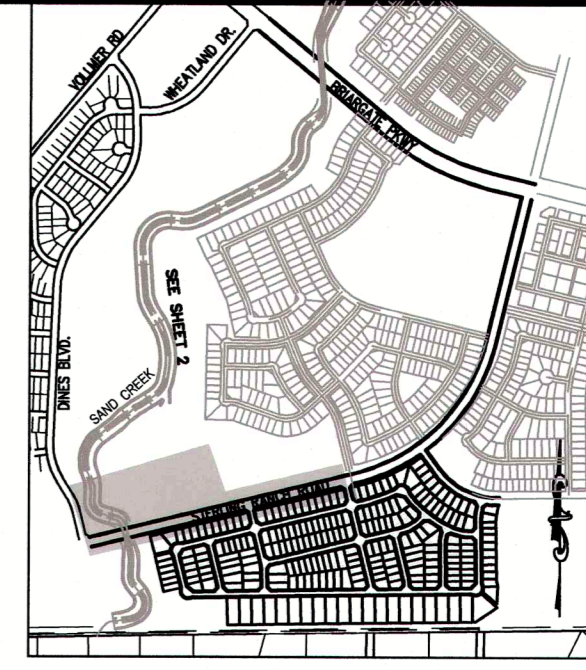 VOLLMER RD
WHEATLAND DR.
BRIARGATE PKWY
SEE SHEET 2
DINES BLVD.
SAND CREEK
STERLING RANCH ROAD